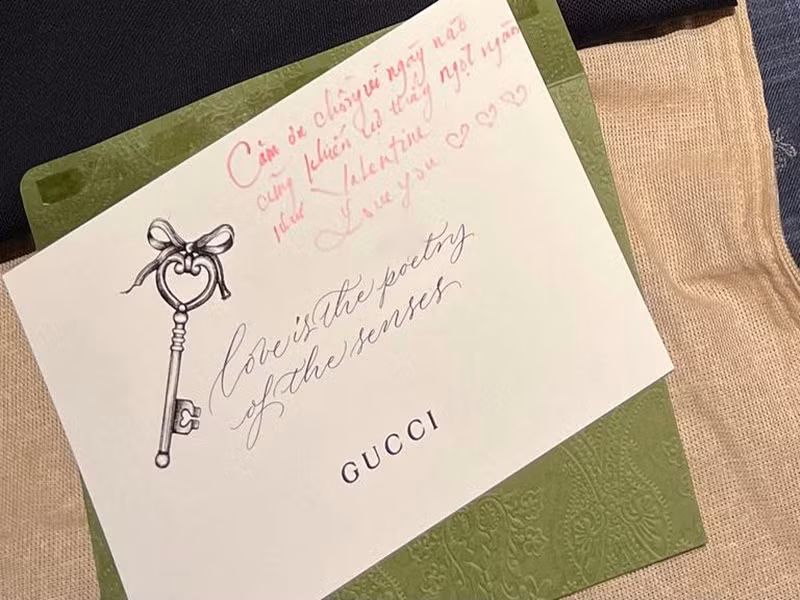 Cảm ơn chồng vì ngày nào
cũng khiến vợ thấy ngọt ngào
như Valentine
Love you
love is the poetry
of the senses
GUCCI